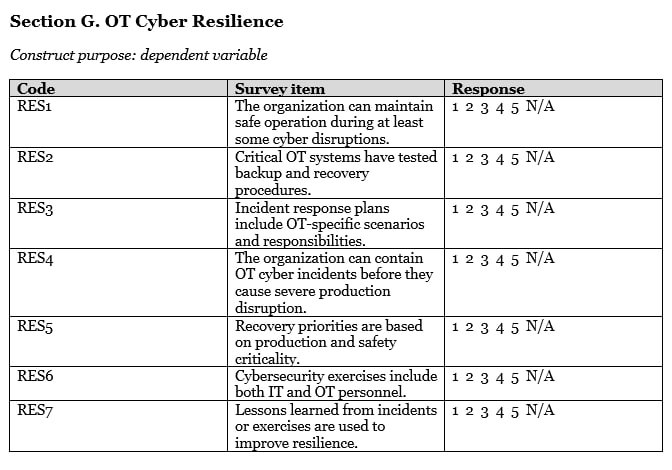 Section G. OT Cyber Resilience
Construct purpose: dependent variable
Code Survey item Response
RES1 The organization can maintain 1 2 3 4 5 N/A
safe operation during at least
some cyber disruptions.
RES2 Critical OT systems have tested 1 2 3 4 5 N/A
backup and recovery
procedures.
RES3 Incident response plans 1 2 3 4 5 N/A
include OT-specific scenarios
and responsibilities.
RES4 The organization can contain 1 2 3 4 5 N/A
OT cyber incidents before they
cause severe production
disruption.
RES5 Recovery priorities are based 1 2 3 4 5 N/A
on production and safety
criticality.
RES6 Cybersecurity exercises include 1 2 3 4 5 N/A
both IT and OT personnel.
RES7 Lessons learned from incidents 1 2 3 4 5 N/A
or exercises are used to
improve resilience.